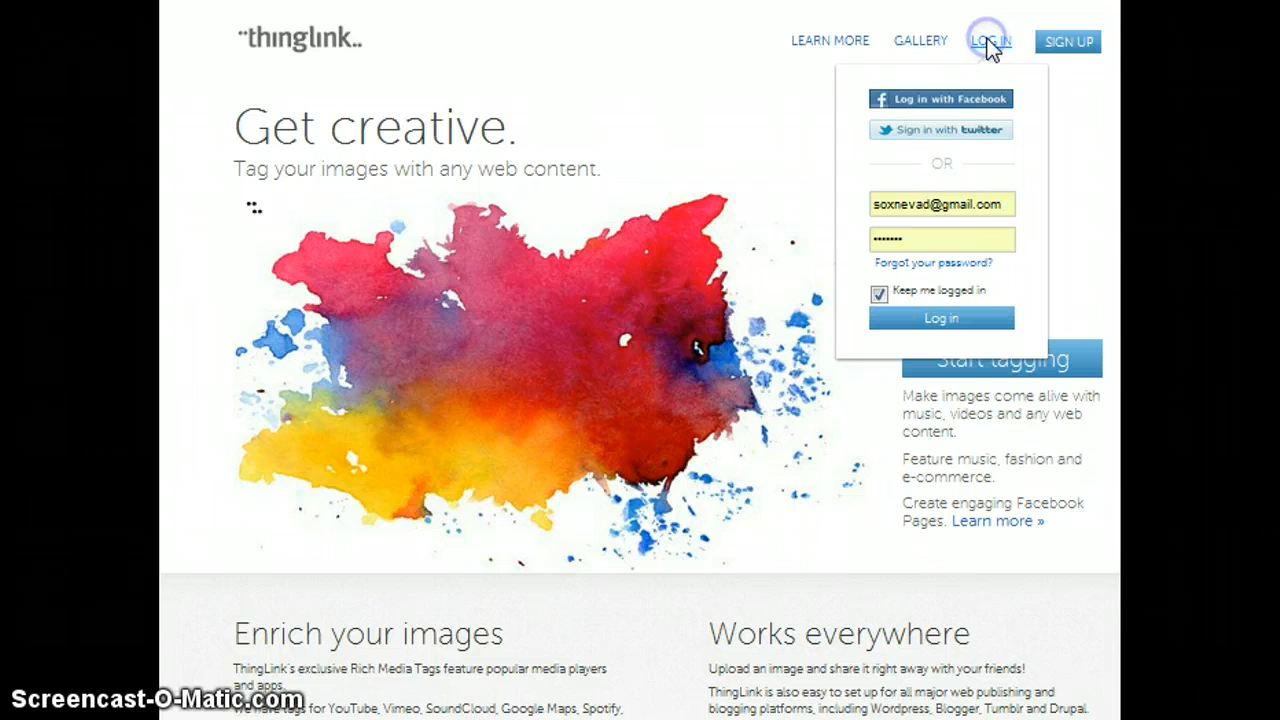 thinglink..
LEARN MORE GALLERY LOG IN SIGN UP
Log in with Facebook
Sign in with twitter
OR
soxnevad@gmail.com
•••••••
Forgot your password?
Keep me logged in
Log in
Get creative.
Tag your images with any web content.
Start tagging
Make images come alive with
music, videos and any web
content.
Feature music, fashion and
e-commerce.
Create engaging Facebook
Pages. Learn more »
Enrich your images
ThingLink's exclusive Rich Media Tags feature popular media players
and apps.
We have tags for YouTube, Vimeo, SoundCloud, Google Maps, Spotify,
Works everywhere
Upload an image and share it right away with your friends!
ThingLink is also easy to set up for all major web publishing and
blogging platforms, including Wordpress, Blogger, Tumblr and Drupal.
Screencast-O-Matic.com